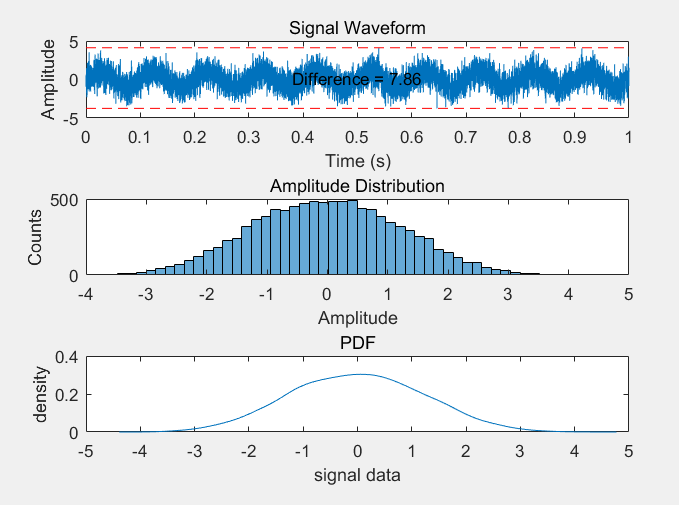 Signal Waveform
Amplitude
5
0
-5
Difference = 7.86
0 0.1 0.2 0.3 0.4 0.5 0.6 0.7 0.8 0.9 1
Time (s)
Amplitude Distribution
Counts
500
0
-4 -3 -2 -1 0 1 2 3 4 5
Amplitude
PDF
density
0.4
0.2
0
-5 -4 -3 -2 -1 0 1 2 3 4 5
signal data